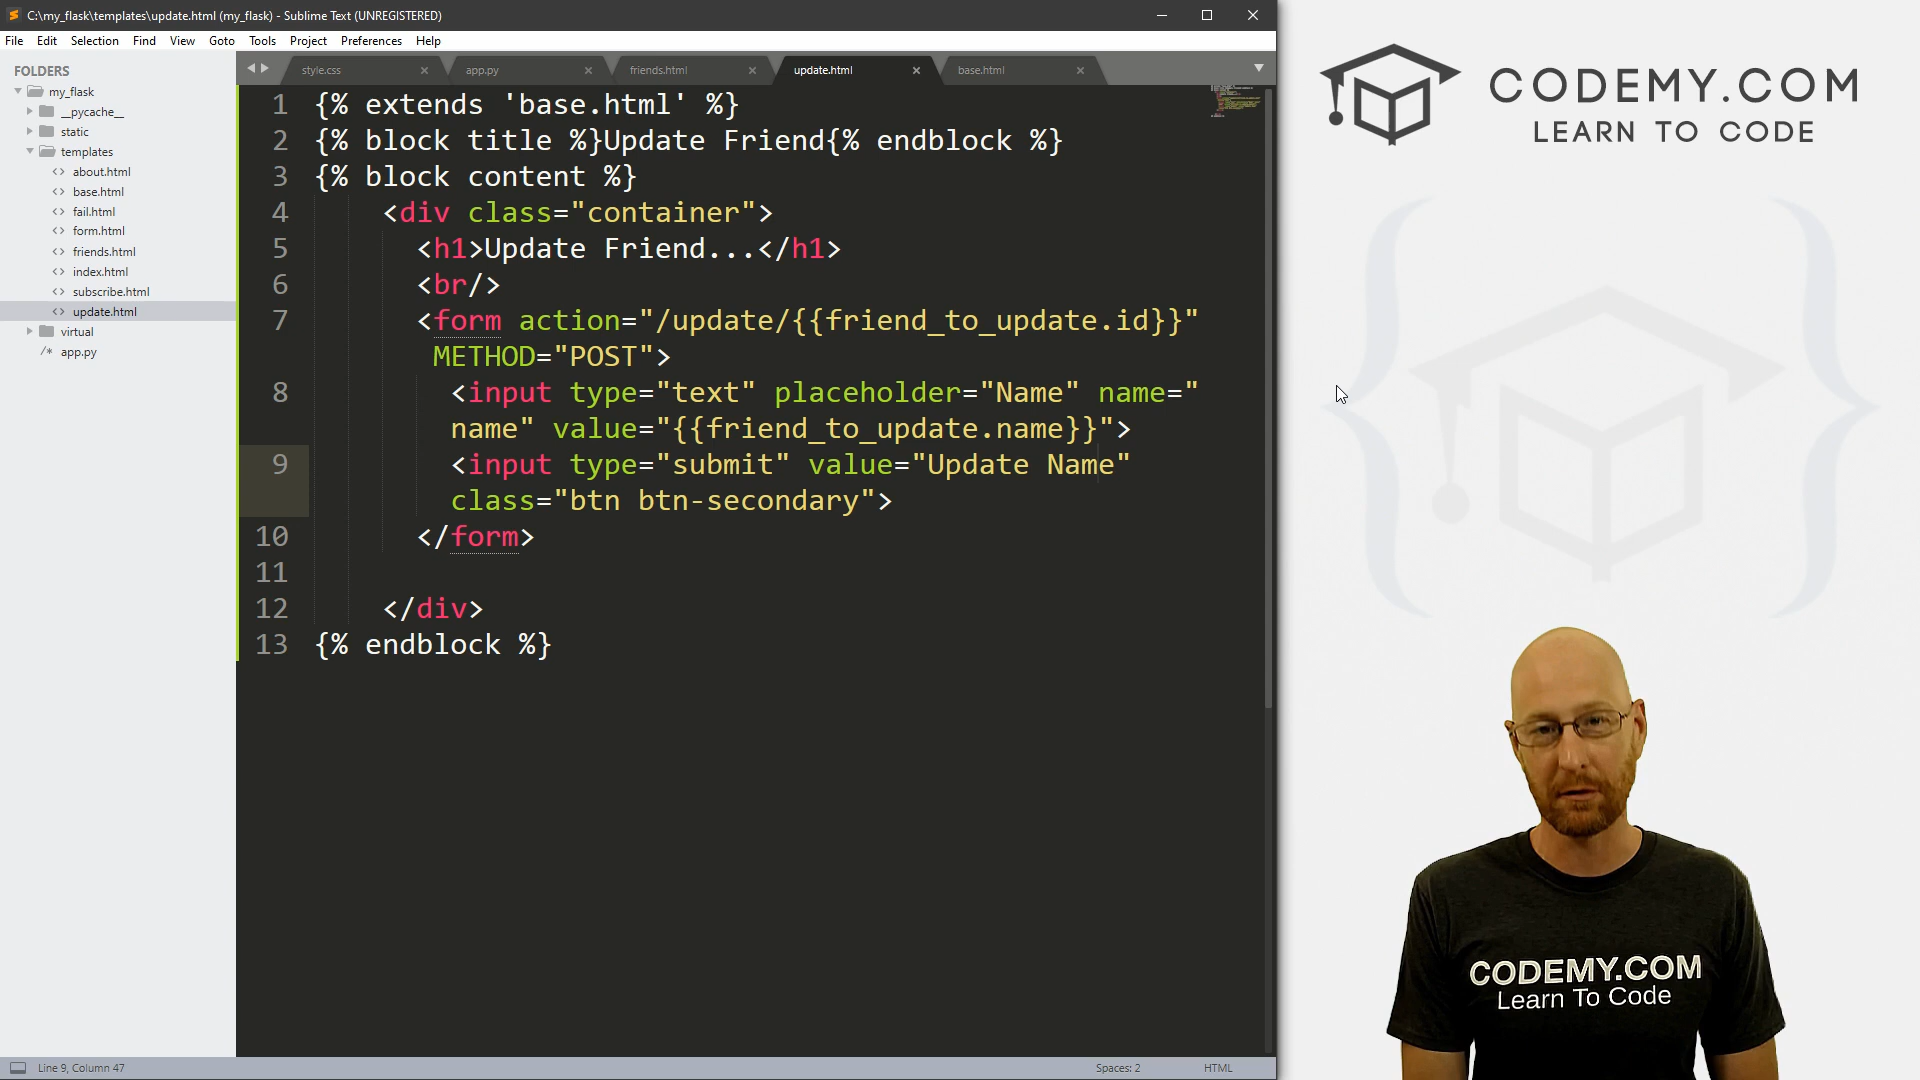 C:\my_flask\templates\update.html (my_flask) - Sublime Text (UNREGISTERED)
File Edit Selection Find View Goto Tools Project Preferences Help
FOLDERS
my_flask
__pycache__
static
templates
about.html
base.html
fail.html
form.html
friends.html
index.html
subscribe.html
update.html
virtual
/* app.py
style.css app.py friends.html update.html base.html
1 {% extends 'base.html' %}
2 {% block title %}Update Friend{% endblock %}
3 {% block content %}
4 <div class="container">
5 <h1>Update Friend...</h1>
6 <br/>
7 <form action="/update/{{friend_to_update.id}}"
METHOD="POST">
8 <input type="text" placeholder="Name" name="
name" value="{{friend_to_update.name}}">
9 <input type="submit" value="Update Name"
class="btn btn-secondary">
10 </form>
11
12 </div>
13 {% endblock %}
Line 9, Column 47
Spaces: 2
HTML
CODEMY.COM
LEARN TO CODE
CODEMY.COM
Learn To Code